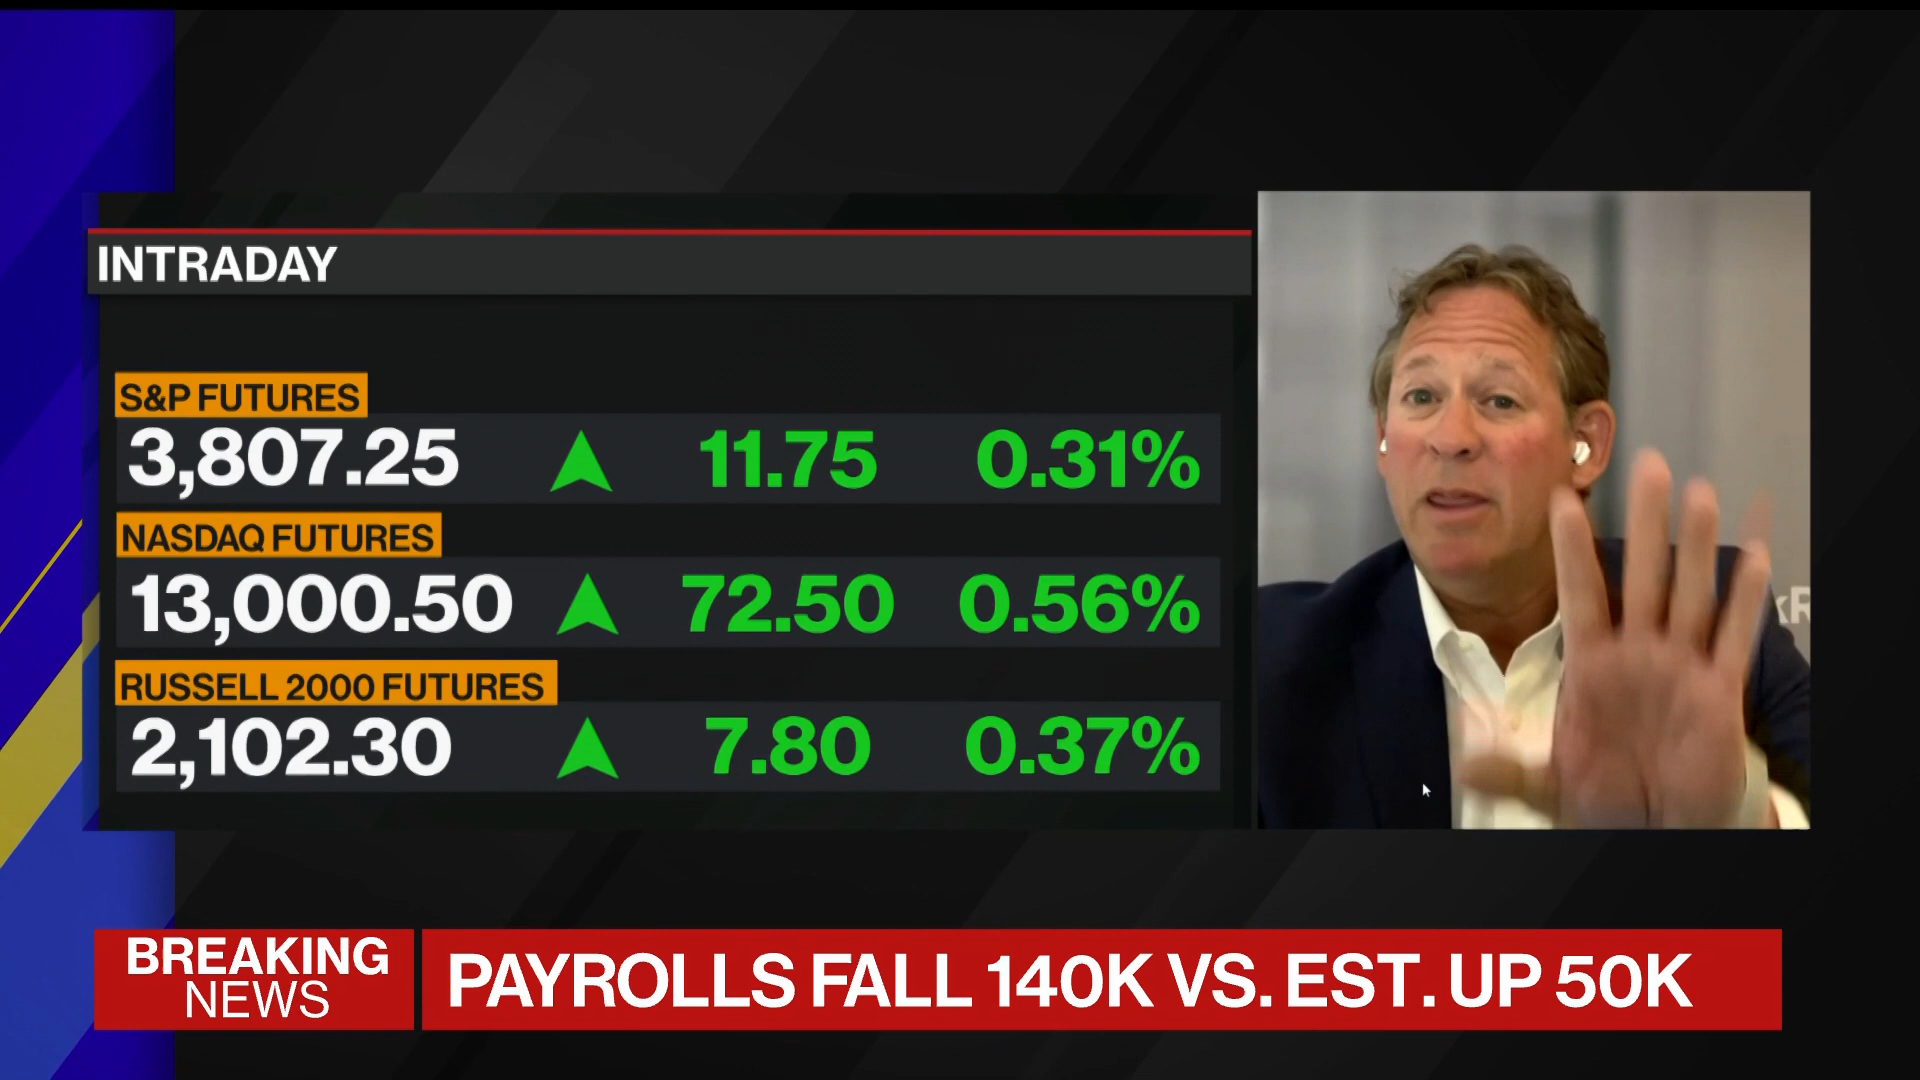 INTRADAY
S&P FUTURES
3,807.25 11.75 0.31%
NASDAQ FUTURES
13,000.50 72.50 0.56%
RUSSELL 2000 FUTURES
2,102.30 7.80 0.37%
BREAKING
NEWS
PAYROLLS FALL 140K VS. EST. UP 50K